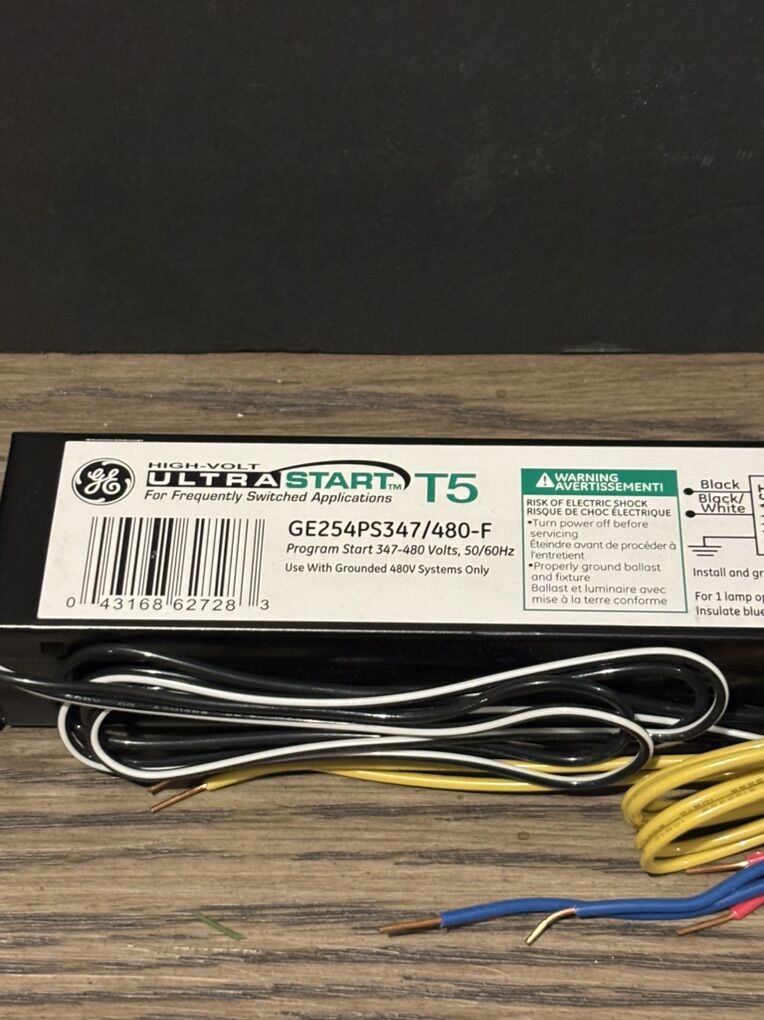 GE
HIGH-VOLT
ULTRASTART™ T5
For Frequently Switched Applications
GE254PS347/480-F
Program Start 347-480 Volts, 50/60Hz
Use With Grounded 480V Systems Only
0 43168 62728 3
WARNING
AVERTISSEMENT!
RISK OF ELECTRIC SHOCK
RISQUE DE CHOC ÉLECTRIQUE
•Turn power off before
servicing
Éteindre avant de procéder à
l'entretient
•Properly ground ballast
and fixture
Ballast et luminaire avec
mise à la terre conforme
Black
Black/
White
Install and gr
For 1 lamp op
Insulate blue